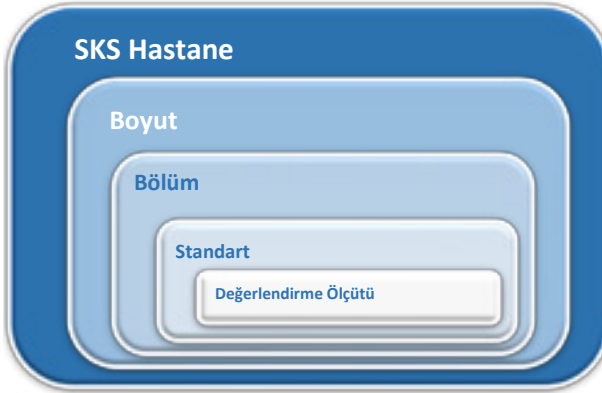 SKS Hastane
Boyut
Bölüm
Standart
Değerlendirme Ölçütü